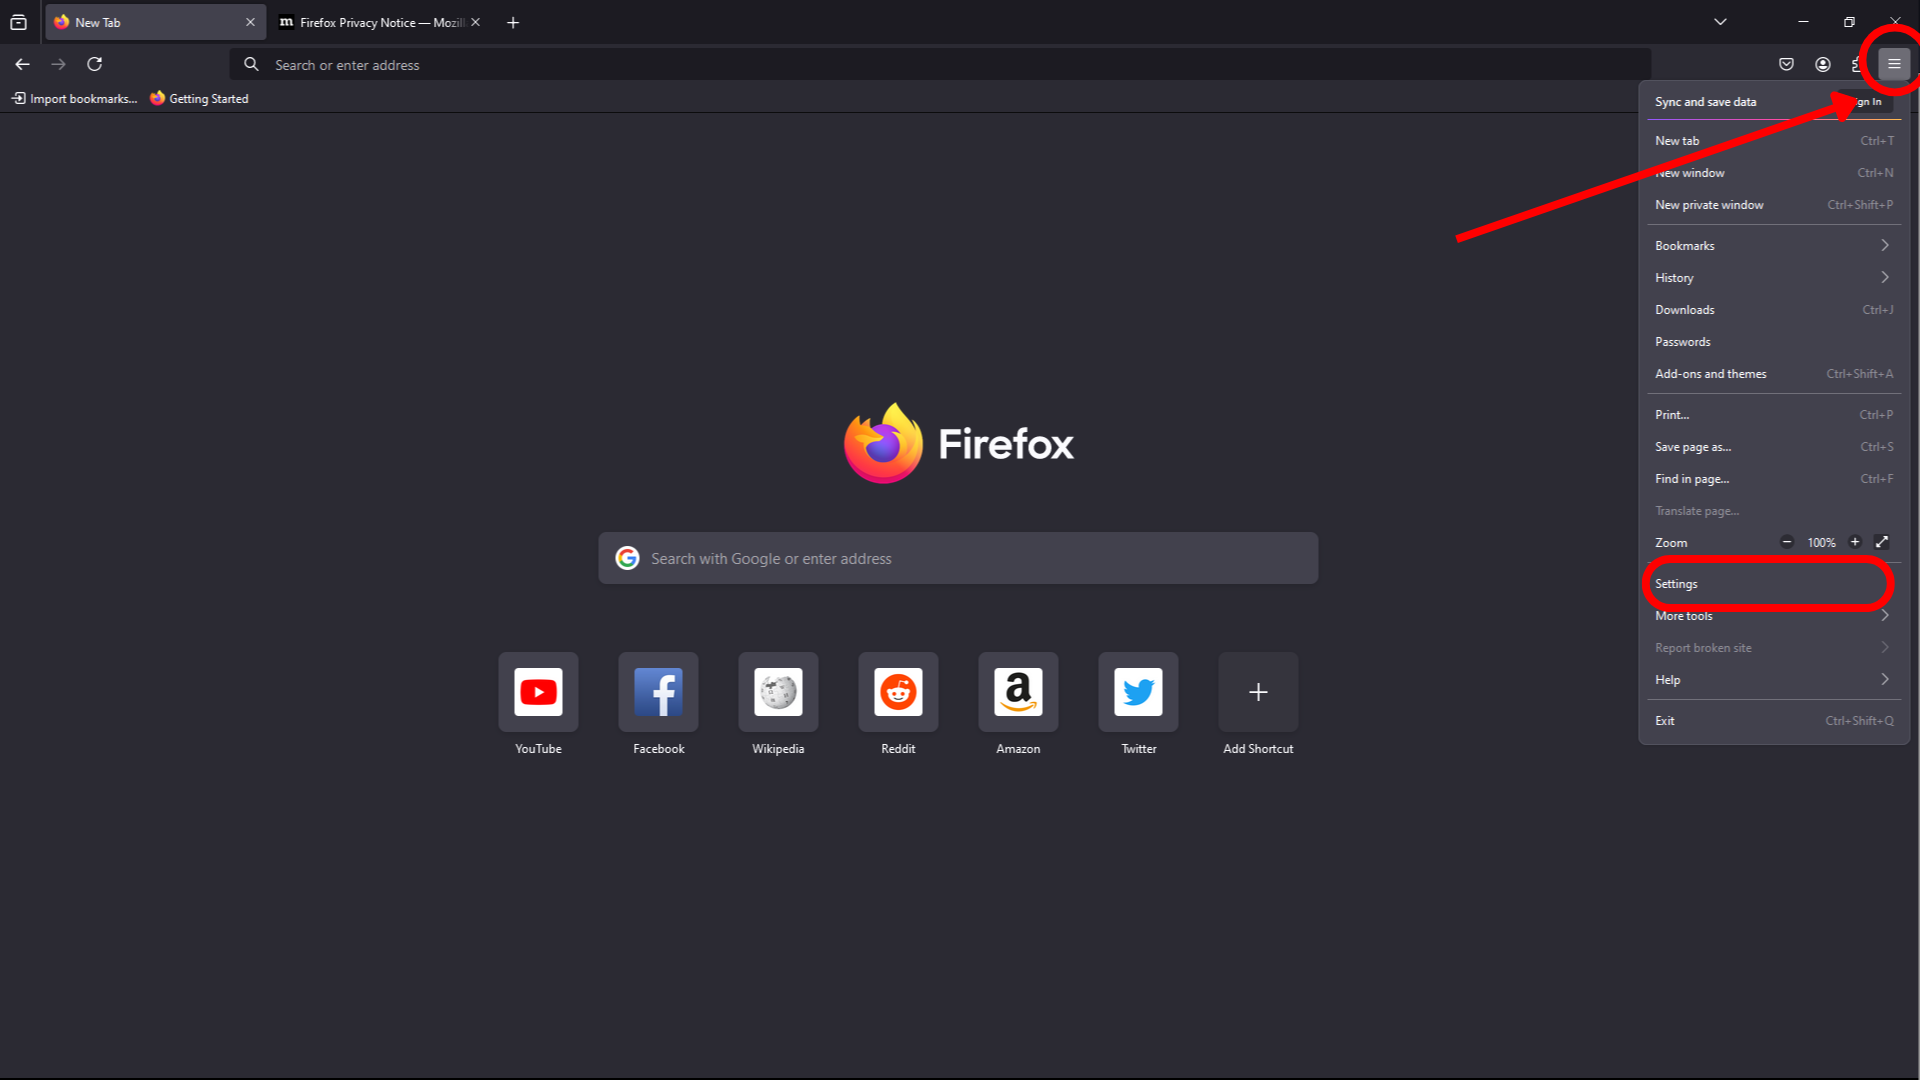 New Tab
Firefox Privacy Notice — Mozil
Search or enter address
Import bookmarks...
Getting Started
Sync and save data
gn In
New tab Ctrl+T
New window Ctrl+N
New private window Ctrl+Shift+P
Bookmarks
History
Downloads Ctrl+J
Passwords
Add-ons and themes Ctrl+Shift+A
Print... Ctrl+P
Save page as... Ctrl+S
Find in page... Ctrl+F
Translate page...
Zoom 100%
Settings
More tools
Report broken site
Help
Exit Ctrl+Shift+Q
Firefox
Search with Google or enter address
YouTube
Facebook
Wikipedia
Reddit
Amazon
Twitter
Add Shortcut